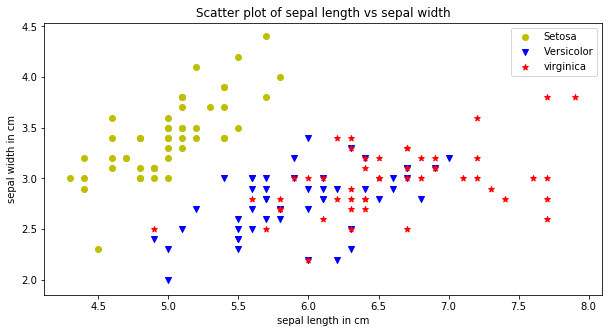 Scatter plot of sepal length vs sepal width
Setosa
Versicolor
virginica
sepal width in cm
4.5
4.0
3.5
3.0
2.5
2.0
4.5 5.0 5.5 6.0 6.5 7.0 7.5 8.0
sepal length in cm